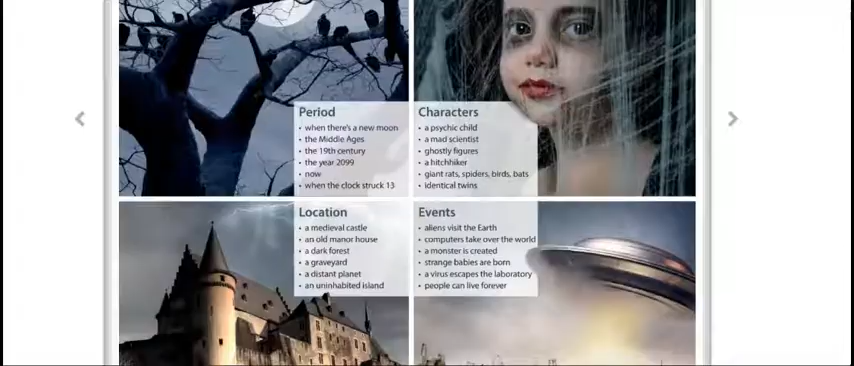 Period
• when there's a new moon
• the Middle Ages
• the 19th century
• the year 2099
• now
• when the clock struck 13
Characters
• a psychic child
• a mad scientist
• ghostly figures
• a hitchhiker
• giant rats, spiders, birds, bats
• identical twins
Location
• a medieval castle
• an old manor house
• a dark forest
• a graveyard
• a distant planet
• an uninhabited island
Events
• aliens visit the Earth
• computers take over the world
• a monster is created
• strange babies are born
• a virus escapes the laboratory
• people can live forever